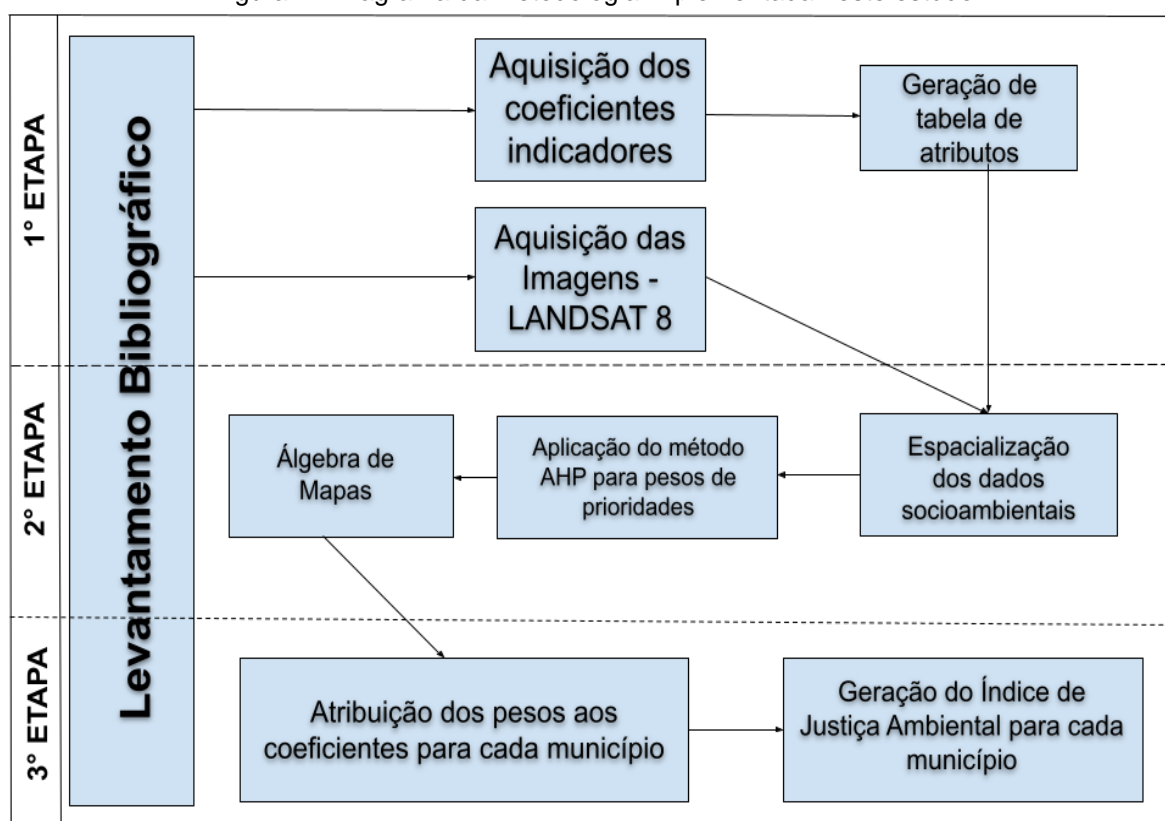 1° ETAPA
Levantamento Bibliográfico
Aquisição dos
coeficientes
indicadores
Geração de
tabela de
atributos
Aquisição das
Imagens -
LANDSAT 8
2° ETAPA
Álgebra de
Mapas
Aplicação do método
AHP para pesos de
prioridades
Espacialização
dos dados
socioambientais
3° ETAPA
Atribuição dos pesos aos
coeficientes para cada município
Geração do Índice de
Justiça Ambiental para cada
município